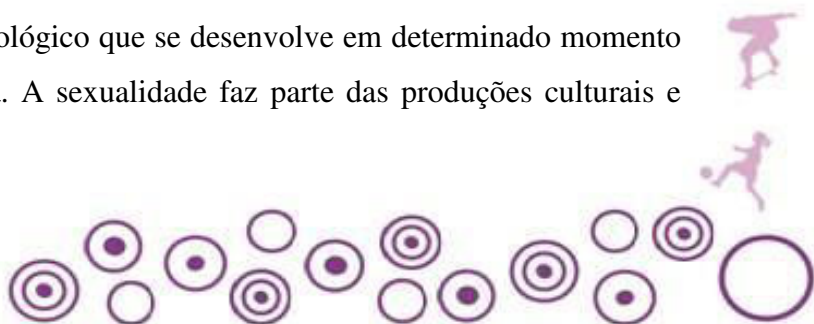 ológico que se desenvolve em determinado momento
. A sexualidade faz parte das produções culturais e